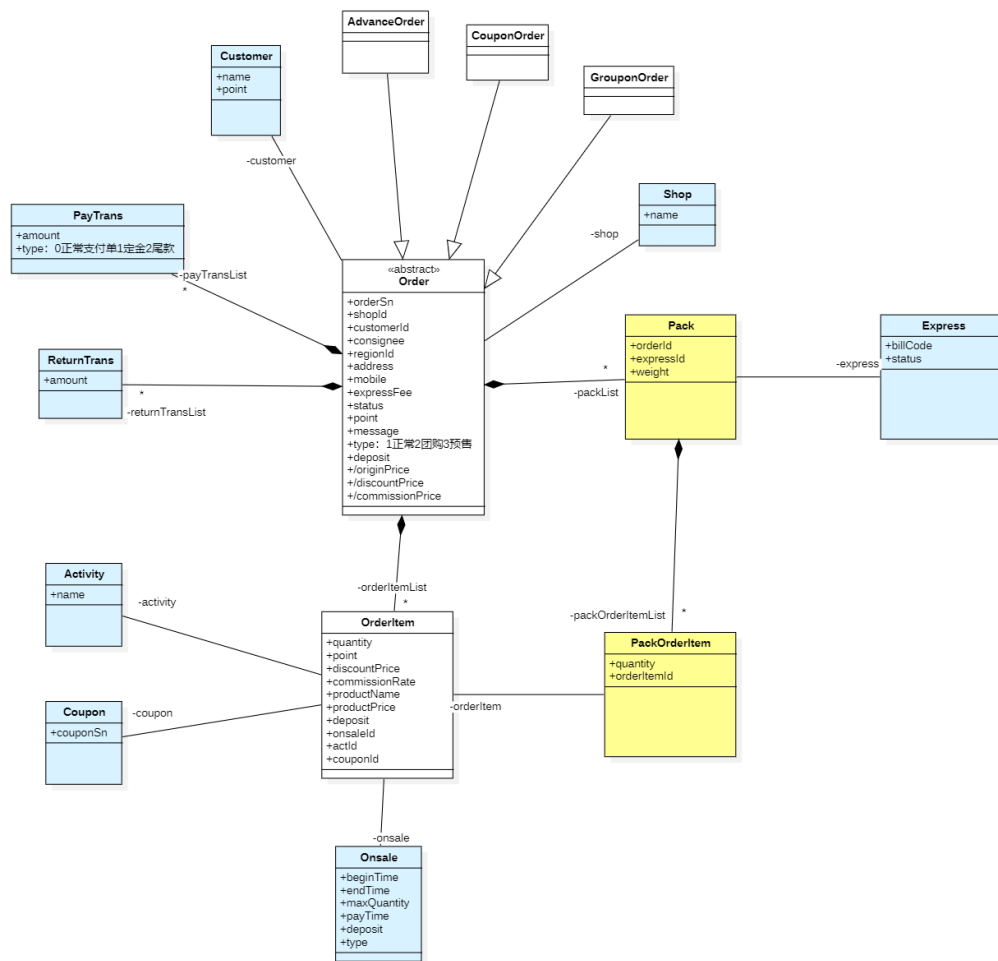 AdvanceOrder
CouponOrder
GrouponOrder
Customer
+name
+point
-customer
Shop
+name
-shop
PayTrans
+amount
+type：0正常支付单1定金2尾款
-payTransList
*
«abstract»
Order
+orderSn
+shopId
+customerId
+consignee
+regionId
+address
+mobile
+expressFee
+status
+point
+message
+type：1正常2团购3预售
+deposit
+/originPrice
+/discountPrice
+/commissionPrice
ReturnTrans
+amount
*
-returnTransList
Pack
+orderId
+expressId
+weight
*
-packList
Express
+billCode
+status
-express
Activity
+name
-activity
-orderItemList
*
OrderItem
+quantity
+point
+discountPrice
+commissionRate
+productName
+productPrice
+deposit
+onsaleId
+actId
+couponId
-packOrderItemList
*
PackOrderItem
+quantity
+orderItemId
-orderItem
Coupon
+couponSn
-coupon
-onsale
Onsale
+beginTime
+endTime
+maxQuantity
+payTime
+deposit
+type